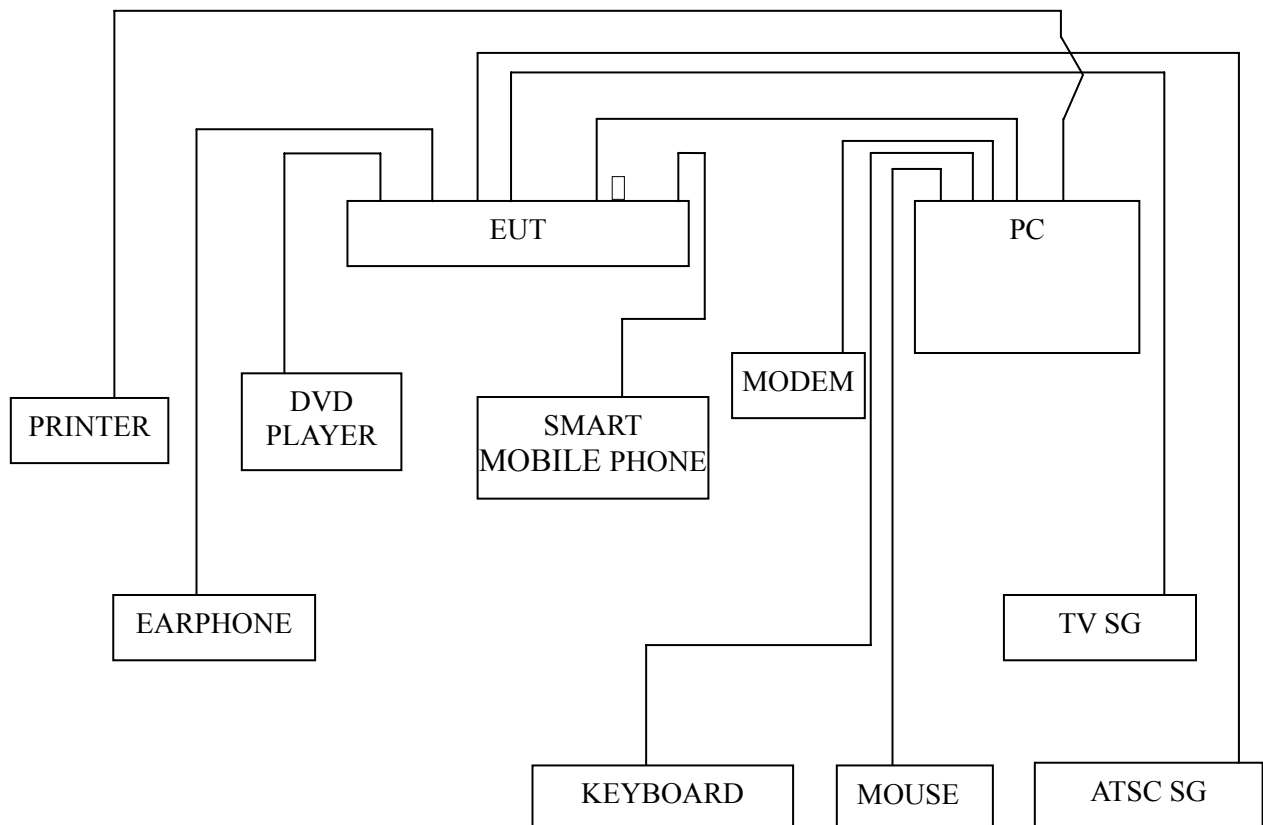 EUT
PC
MODEM
PRINTER
DVD
PLAYER
SMART
MOBILE PHONE
EARPHONE
TV SG
KEYBOARD
MOUSE
ATSC SG